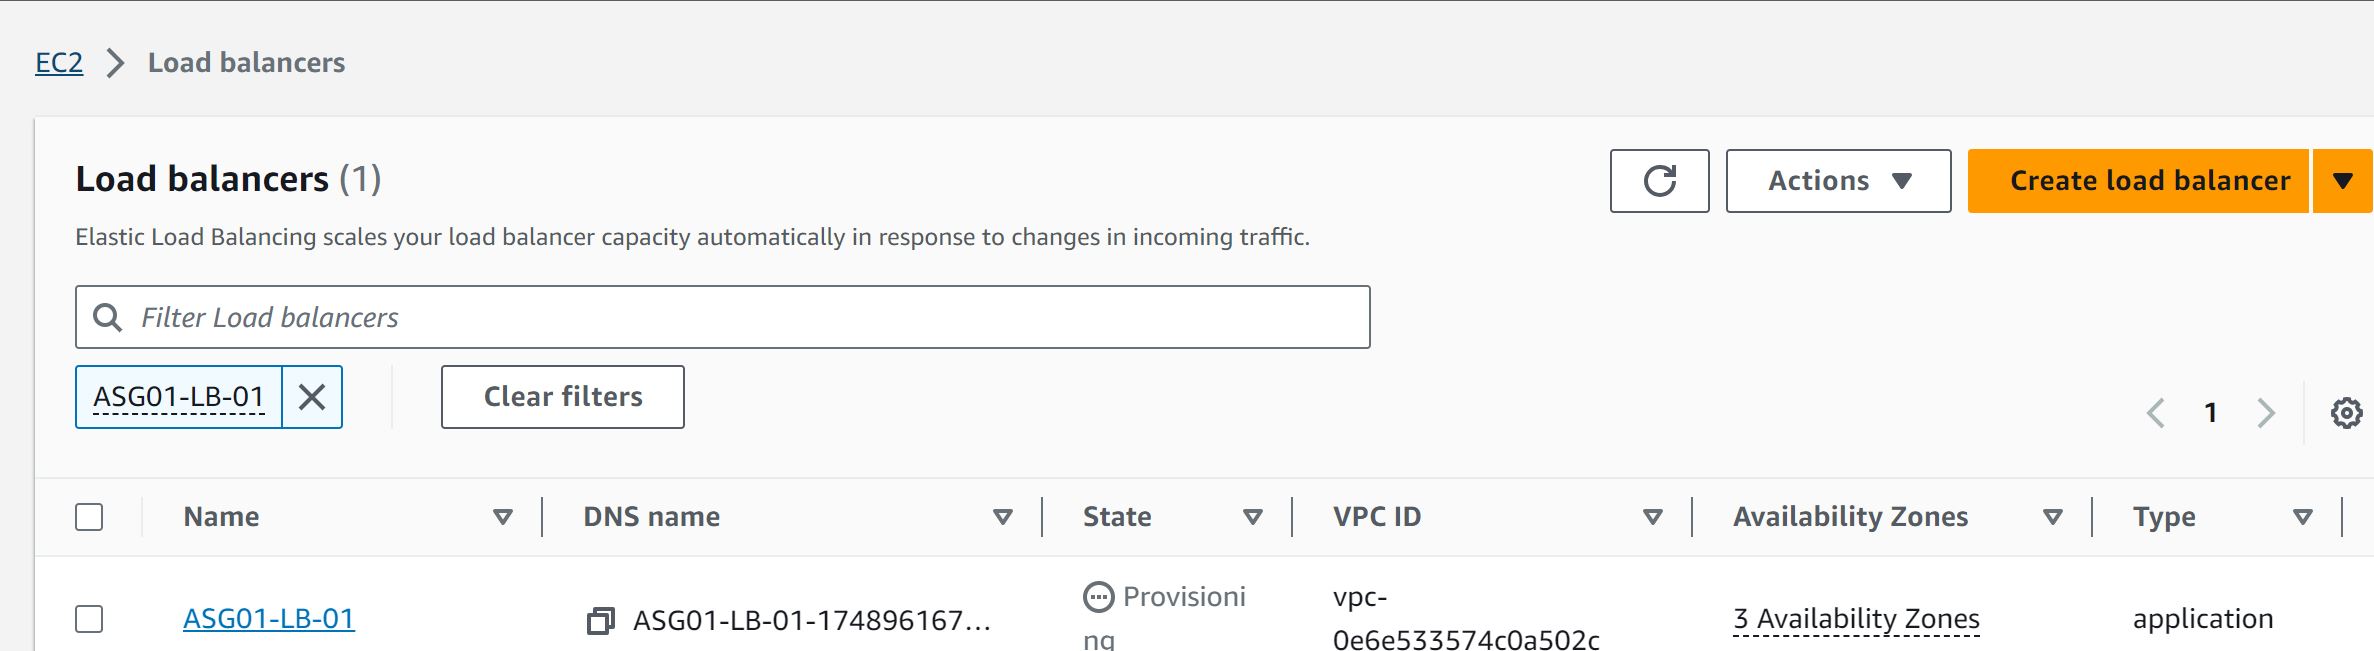 EC2 Load balancers
Load balancers (1)
Actions
Create load balancer
Elastic Load Balancing scales your load balancer capacity automatically in response to changes in incoming traffic.
Filter Load balancers
ASG01-LB-01
Clear filters
1
Name DNS name State VPC ID Availability Zones Type
ASG01-LB-01 ASG01-LB-01-174896167... Provisioni vpc- 3 Availability Zones application
ng 0e6e533574c0a502c